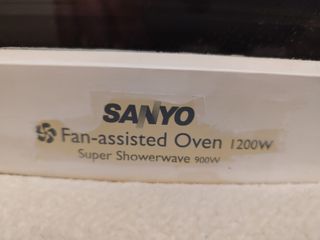 SANYO
Fan-assisted Oven 1200W
Super Showerwave 900W